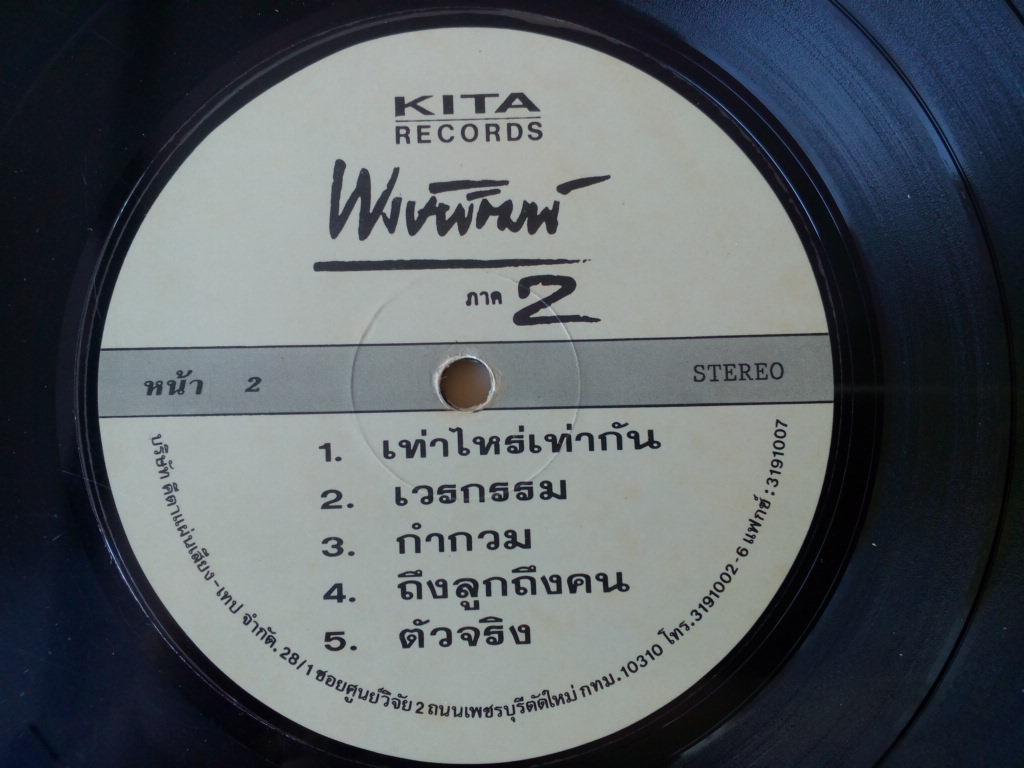 KITA
RECORDS
พงษ์พัฒน์
ภาค 2
หน้า 2
STEREO
1. เท่าไหร่เท่ากัน
2. เวรกรรม
3. กำกวม
4. ถึงลูกถึงคน
5. ตัวจริง
บริษัท คีตาแผ่นเสียง-เทป จำกัด. 28/1 ซอยศูนย์วิจัย 2 ถนนเพชรบุรีตัดใหม่ กทม. 10310 โทร. 3191002-6 แฟกซ์ : 3191007